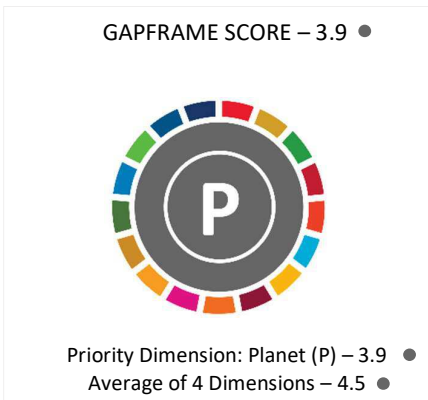 GAPFRAME SCORE – 3.9
P
Priority Dimension: Planet (P) – 3.9
Average of 4 Dimensions – 4.5